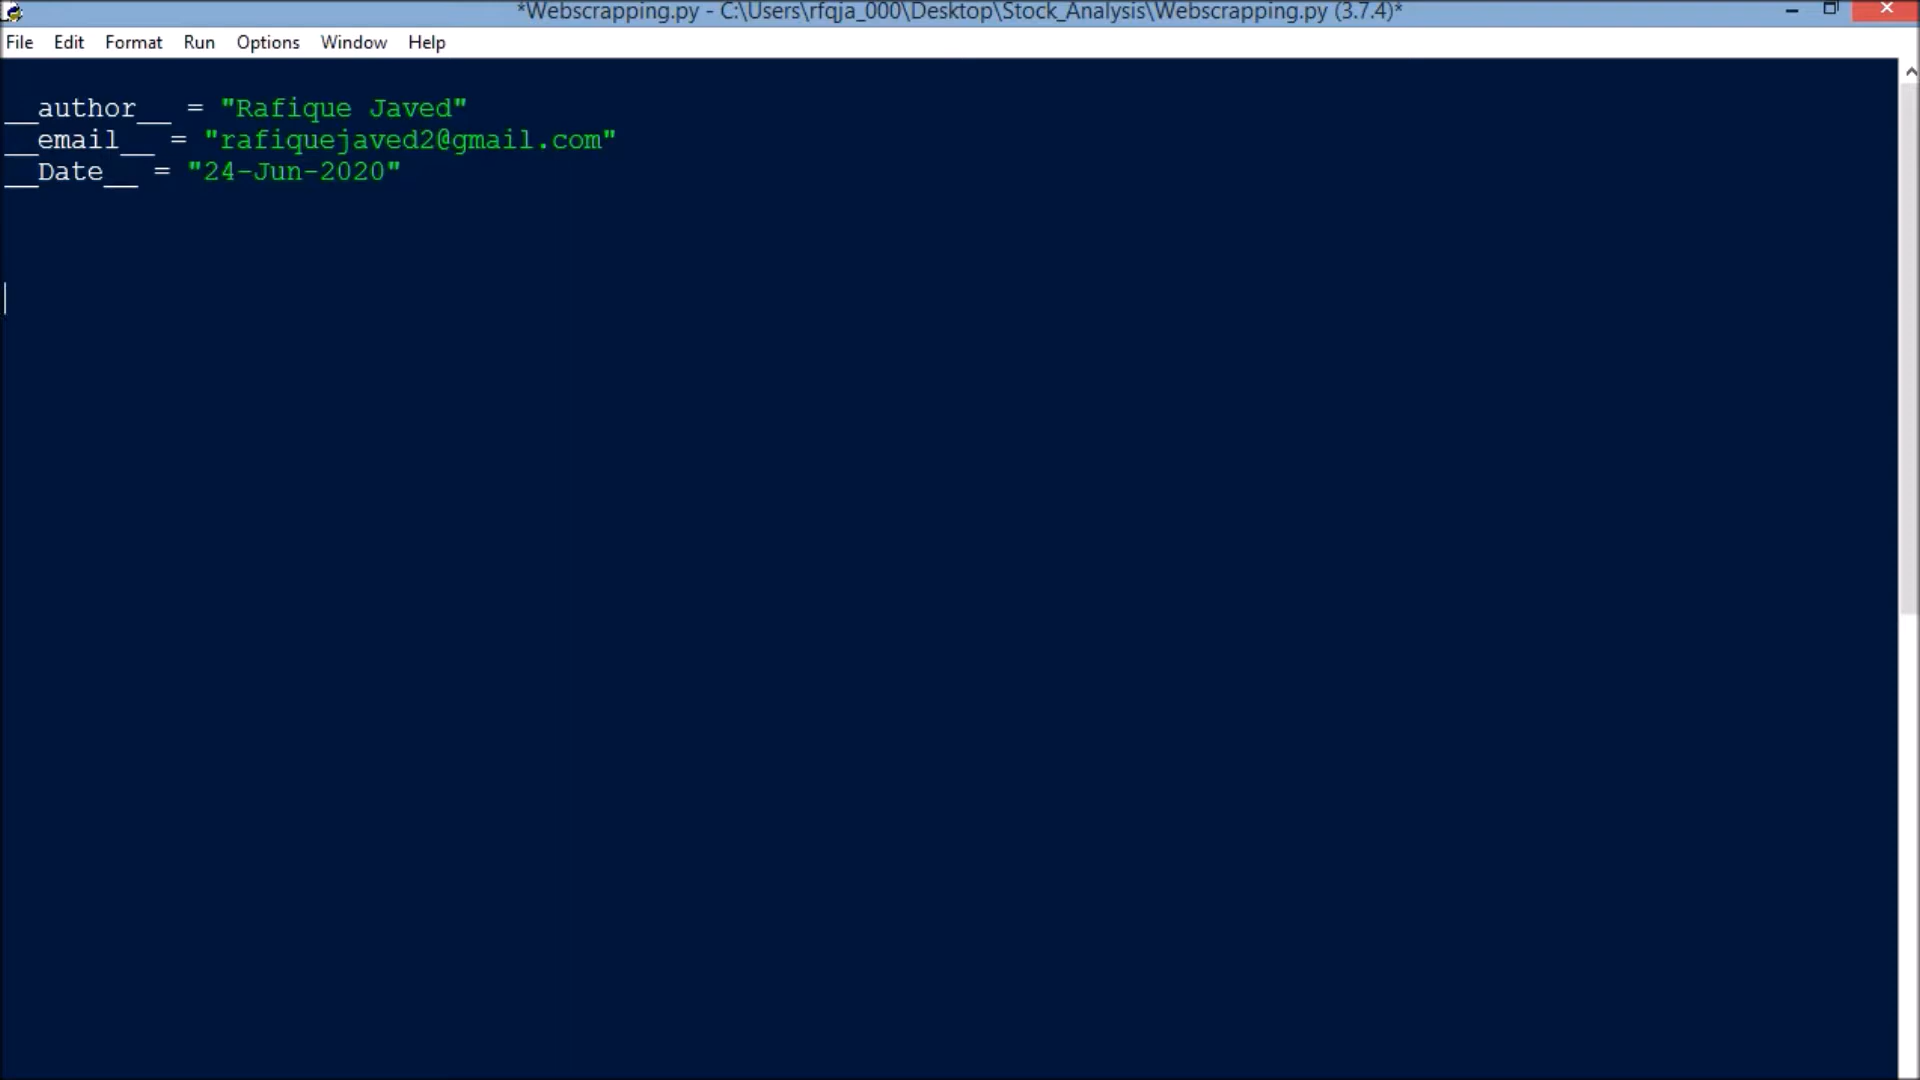 *Webscrapping.py - C:\Users\rfqja_000\Desktop\Stock_Analysis\Webscrapping.py (3.7.4)*
File Edit Format Run Options Window Help
__author__ = "Rafique Javed"
__email__ = "rafiquejaved2@gmail.com"
__Date__ = "24-Jun-2020"